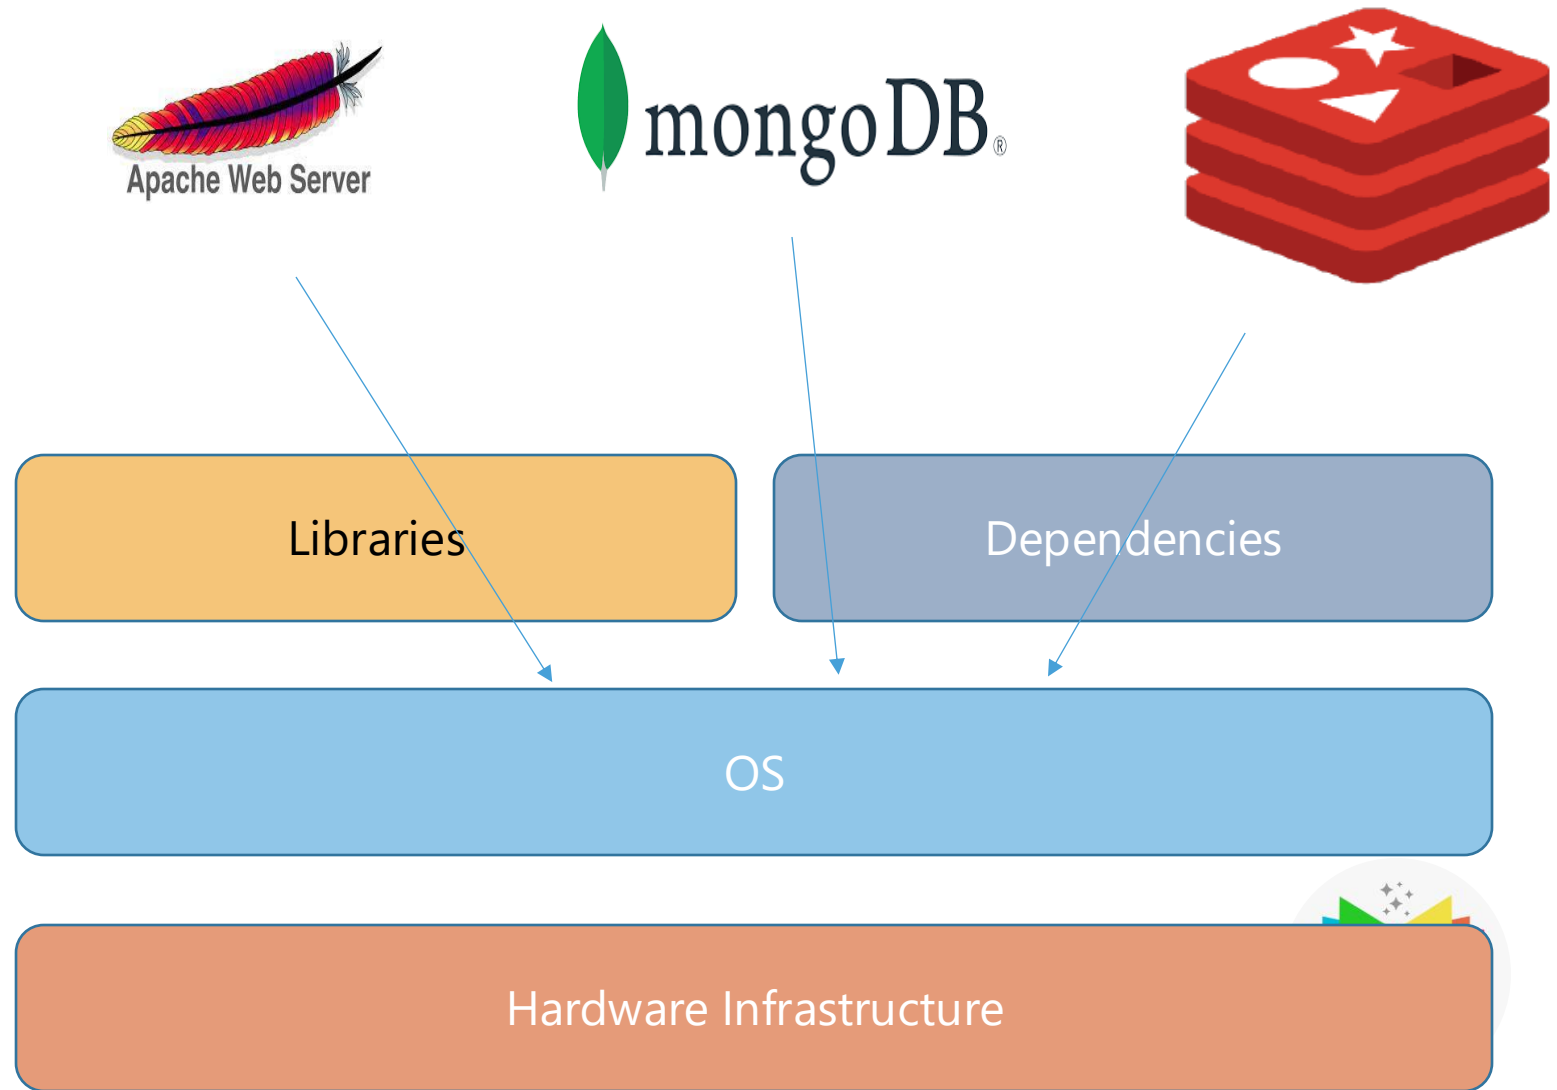 Apache Web Server
mongoDB®
Libraries
Dependencies
OS
Hardware Infrastructure